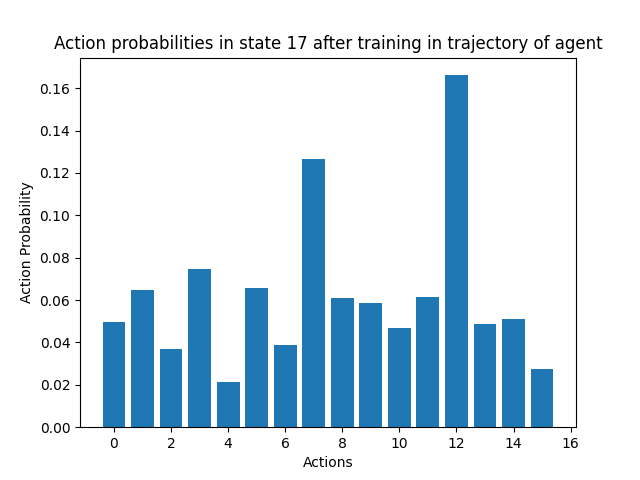 Action probabilities in state 17 after training in trajectory of agent
0.16
0.14
0.12
0.10
0.08
0.06
0.04
0.02
0.00
Action Probability
0 2 4 6 8 10 12 14 16
Actions